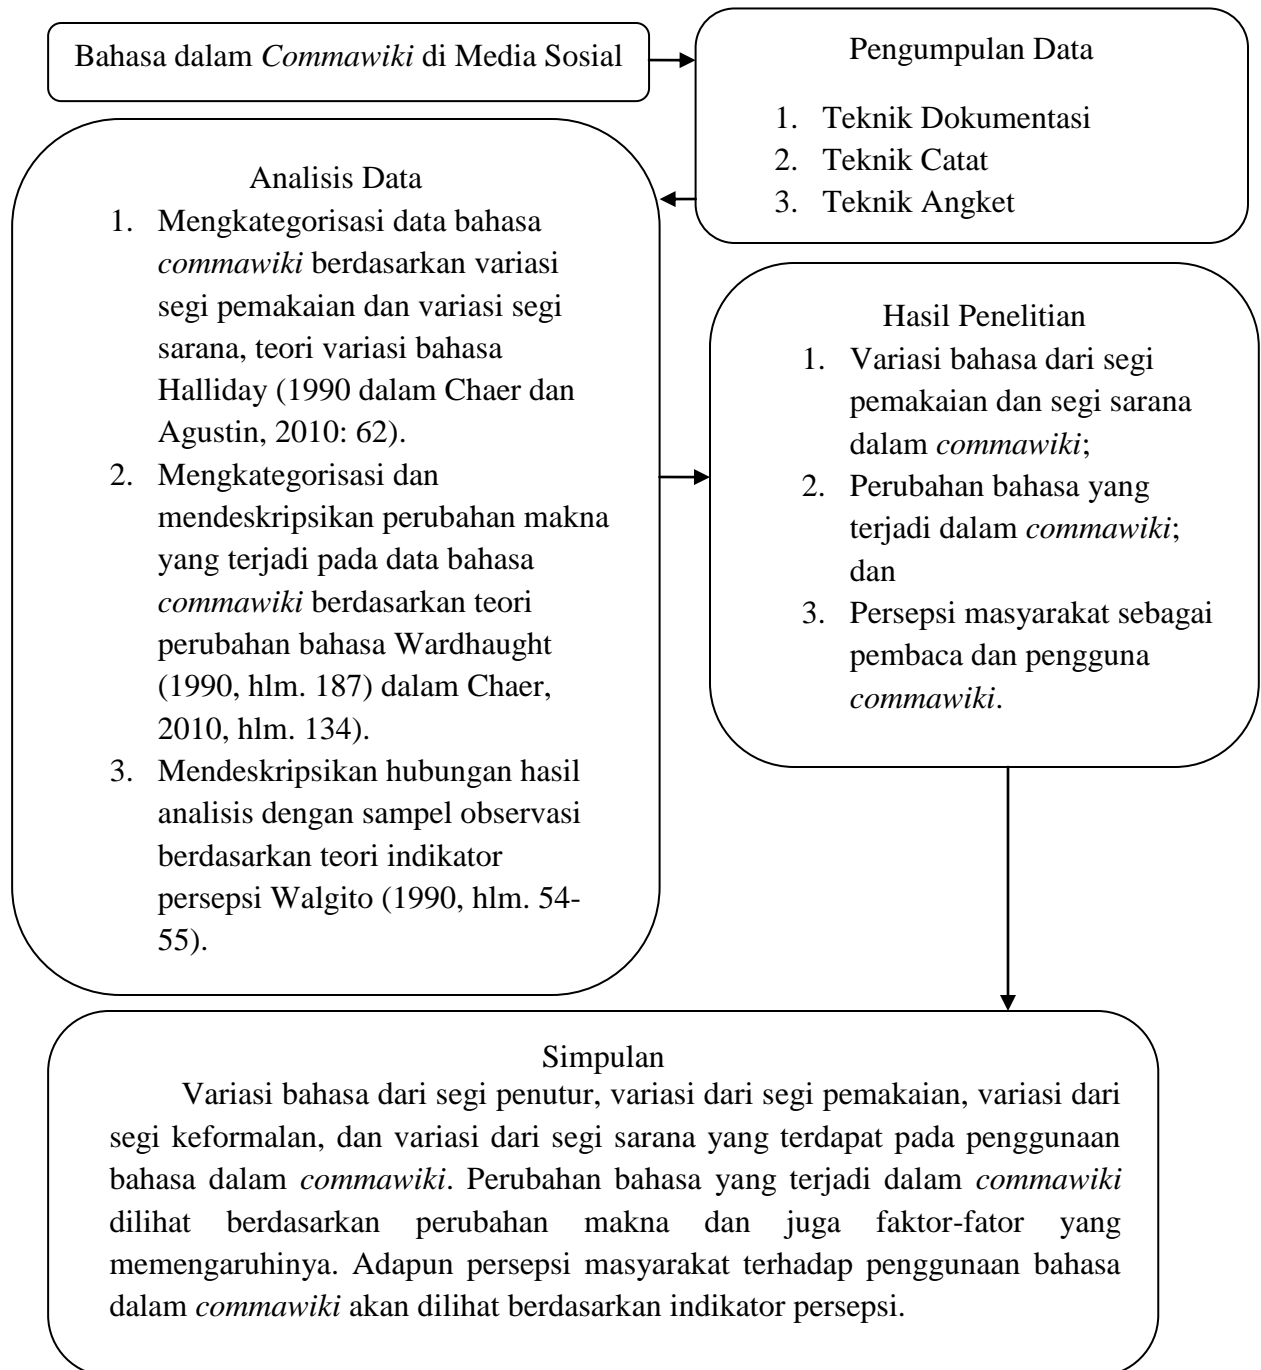 Bahasa dalam Commawiki di Media Sosial
Pengumpulan Data
1. Teknik Dokumentasi
2. Teknik Catat
3. Teknik Angket
Analisis Data
1. Mengkategorisasi data bahasa
commawiki berdasarkan variasi
segi pemakaian dan variasi segi
sarana, teori variasi bahasa
Halliday (1990 dalam Chaer dan
Agustin, 2010: 62).
2. Mengkategorisasi dan
mendeskripsikan perubahan makna
yang terjadi pada data bahasa
commawiki berdasarkan teori
perubahan bahasa Wardhaught
(1990, hlm. 187) dalam Chaer,
2010, hlm. 134).
3. Mendeskripsikan hubungan hasil
analisis dengan sampel observasi
berdasarkan teori indikator
persepsi Walgito (1990, hlm. 54-
55).
Hasil Penelitian
1. Variasi bahasa dari segi
pemakaian dan segi sarana
dalam commawiki;
2. Perubahan bahasa yang
terjadi dalam commawiki;
dan
3. Persepsi masyarakat sebagai
pembaca dan pengguna
commawiki.
Simpulan
Variasi bahasa dari segi penutur, variasi dari segi pemakaian, variasi dari
segi keformalan, dan variasi dari segi sarana yang terdapat pada penggunaan
bahasa dalam commawiki. Perubahan bahasa yang terjadi dalam commawiki
dilihat berdasarkan perubahan makna dan juga faktor-fator yang
memengaruhinya. Adapun persepsi masyarakat terhadap penggunaan bahasa
dalam commawiki akan dilihat berdasarkan indikator persepsi.